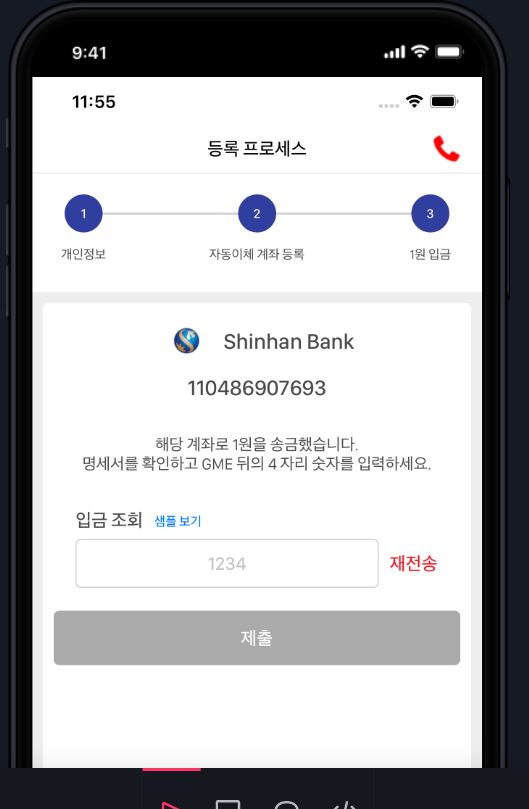 9:41
11:55
등록 프로세스
1
2
3
개인정보
자동이체 계좌 등록
1원 입금
Shinhan Bank
110486907693
해당 계좌로 1원을 송금했습니다.
명세서를 확인하고 GME 뒤의 4 자리 숫자를 입력하세요.
입금 조회 샘플 보기
1234 재전송
제출